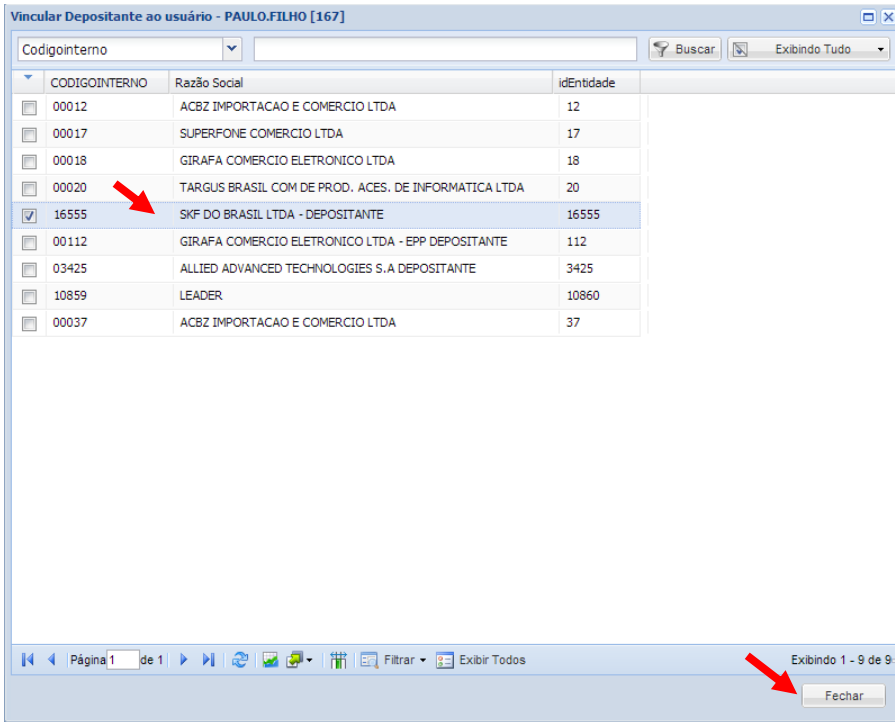 Vincular Depositante ao usuário - PAULO.FILHO [167]
Codigointerno Buscar Exibindo Tudo
CODIGOINTERNO Razão Social idEntidade
00012 ACBZ IMPORTACAO E COMERCIO LTDA 12
00017 SUPERFONE COMERCIO LTDA 17
00018 GIRAFA COMERCIO ELETRONICO LTDA 18
00020 TARGUS BRASIL COM DE PROD. ACES. DE INFORMATICA LTDA 20
16555 SKF DO BRASIL LTDA - DEPOSITANTE 16555
00112 GIRAFA COMERCIO ELETRONICO LTDA - EPP DEPOSITANTE 112
03425 ALLIED ADVANCED TECHNOLOGIES S.A DEPOSITANTE 3425
10859 LEADER 10860
00037 ACBZ IMPORTACAO E COMERCIO LTDA 37
Página 1 de 1 Filtrar Exibir Todos Exibindo 1 - 9 de 9
Fechar